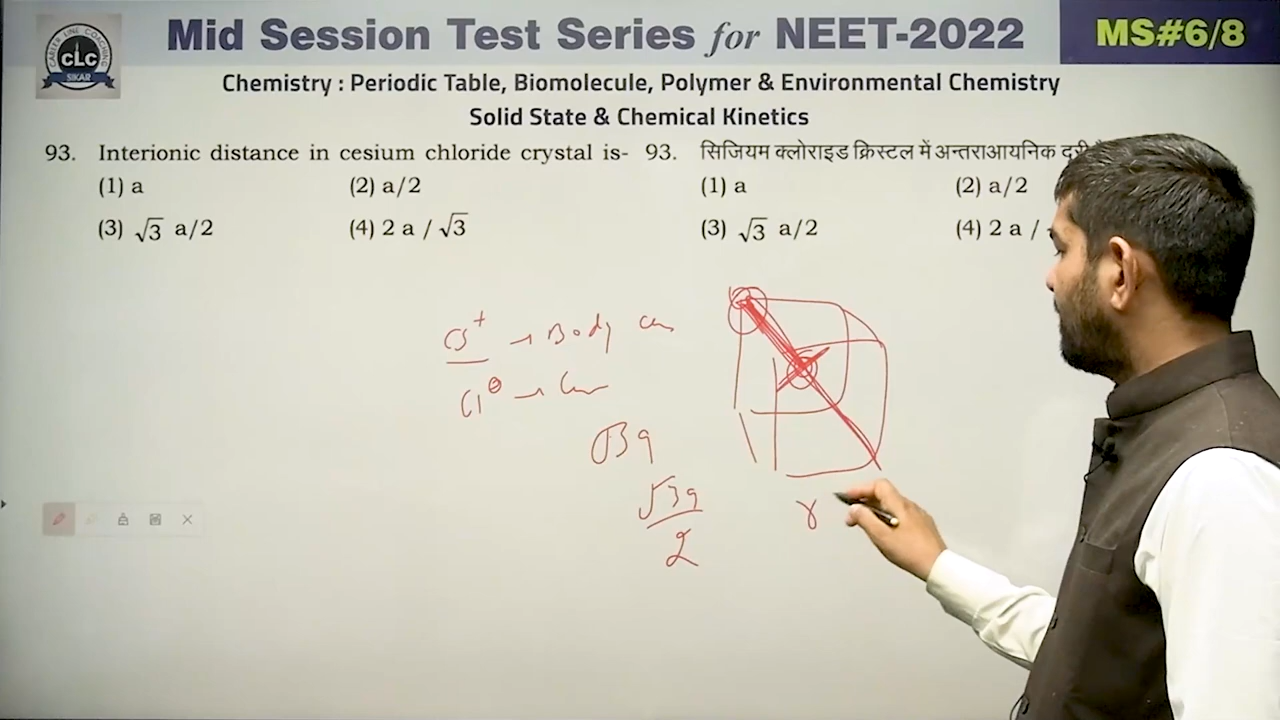 Mid Session Test Series for NEET-2022
MS#6/8
CAREER LINE COACHING
CLC
SIKAR
Chemistry : Periodic Table, Biomolecule, Polymer & Environmental Chemistry
Solid State & Chemical Kinetics
93. Interionic distance in cesium chloride crystal is-
(1) a (2) a/2
(3) √3 a/2 (4) 2 a / √3
93. सिजियम क्लोराइड क्रिस्टल में अन्तराआयनिक
(1) a (2) a/2
(3) √3 a/2 (4) 2 a /
Cs⁺ → Body
Cl⊖ →
√3a
√3a
2
r